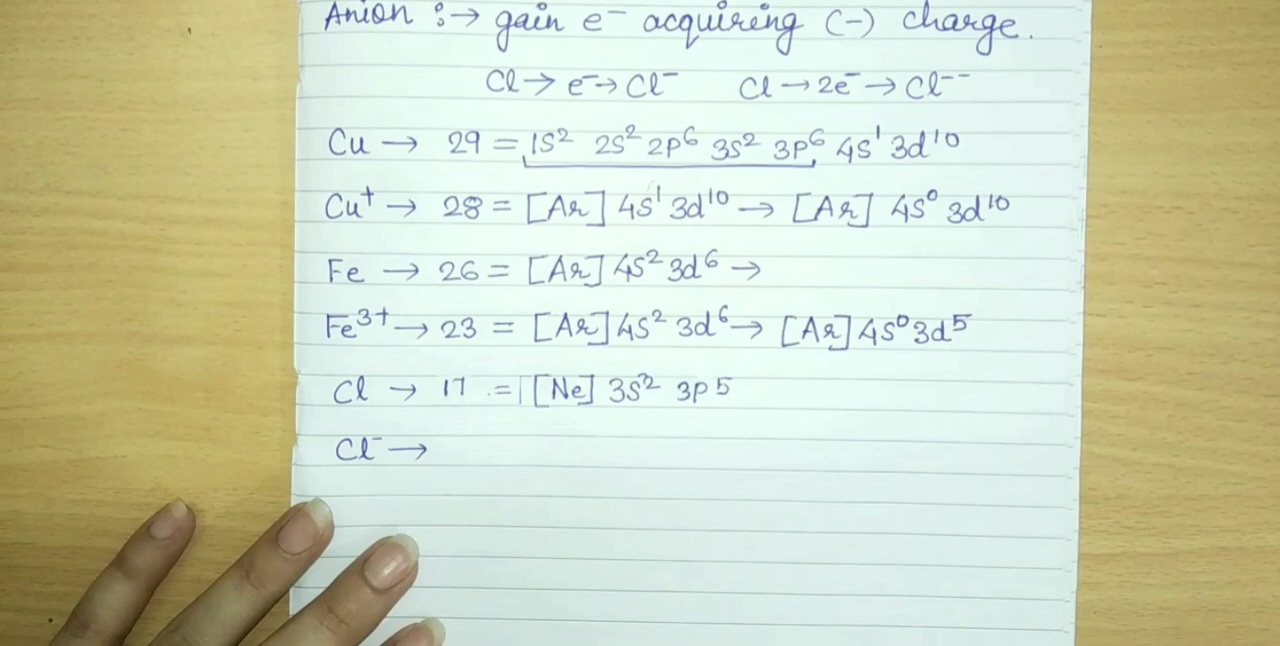 Anion :→ gain e⁻ acquiring (-) charge.
Cl → e⁻→ Cl⁻ Cl → 2e⁻ → Cl⁻⁻
Cu → 29 = 1S² 2S² 2P⁶ 3S² 3P⁶ 4S¹ 3d¹⁰
Cu⁺ → 28 = [Ar] 4S¹ 3d¹⁰ → [Ar] 4S⁰ 3d¹⁰
Fe → 26 = [Ar] 4S² 3d⁶ →
Fe³⁺ → 23 = [Ar] 4S² 3d⁶ → [Ar] 4S⁰ 3d⁵
Cl → 17 = [Ne] 3S² 3P5
Cl⁻ →